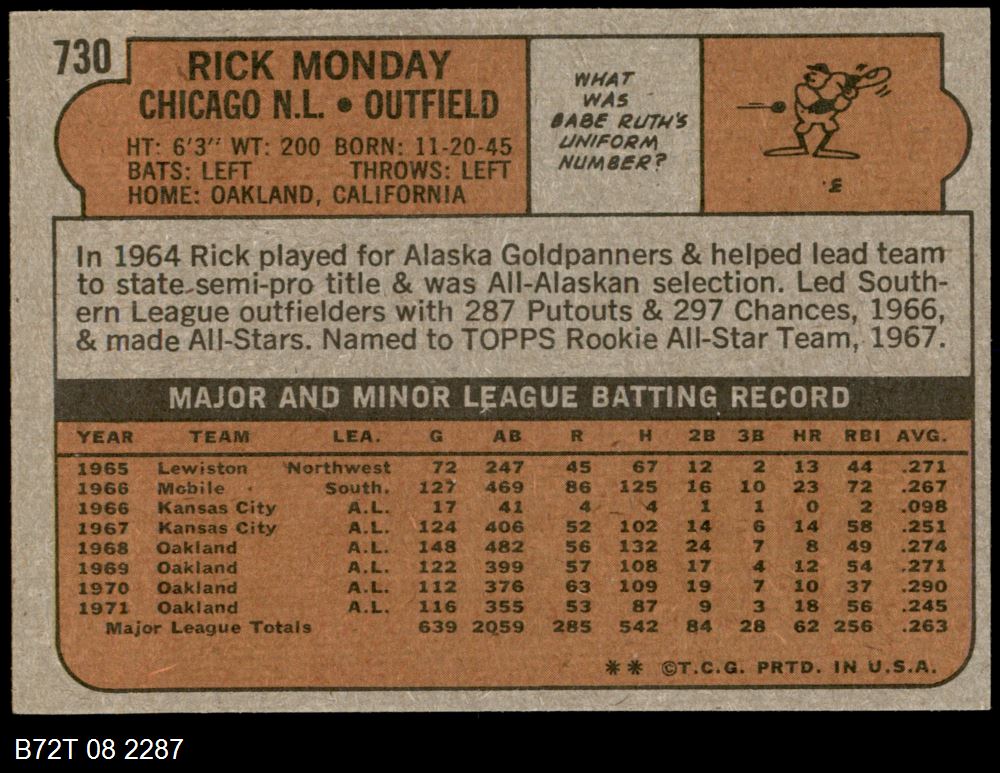 730
RICK MONDAY
CHICAGO N.L. • OUTFIELD
HT: 6'3" WT: 200 BORN: 11-20-45
BATS: LEFT THROWS: LEFT
HOME: OAKLAND, CALIFORNIA
WHAT
WAS
BABE RUTH'S
UNIFORM
NUMBER?
3
In 1964 Rick played for Alaska Goldpanners & helped lead team
to state semi-pro title & was All-Alaskan selection. Led South-
ern League outfielders with 287 Putouts & 297 Chances, 1966,
& made All-Stars. Named to TOPPS Rookie All-Star Team, 1967.
MAJOR AND MINOR LEAGUE BATTING RECORD
YEAR TEAM LEA. G AB R H 2B 3B HR RBI AVG.
1965 Lewiston Northwest 72 247 45 67 12 2 13 44 .271
1966 Mobile South. 127 469 86 125 16 10 23 72 .267
1966 Kansas City A.L. 17 41 4 4 1 1 0 2 .098
1967 Kansas City A.L. 124 406 52 102 14 6 14 58 .251
1968 Oakland A.L. 148 482 56 132 24 7 8 49 .274
1969 Oakland A.L. 122 399 57 108 17 4 12 54 .271
1970 Oakland A.L. 112 376 63 109 19 7 10 37 .290
1971 Oakland A.L. 116 355 53 87 9 3 18 56 .245
Major League Totals 639 2059 285 542 84 28 62 256 .263
** ©T.C.G. PRTD. IN U.S.A.
B72T 08 2287